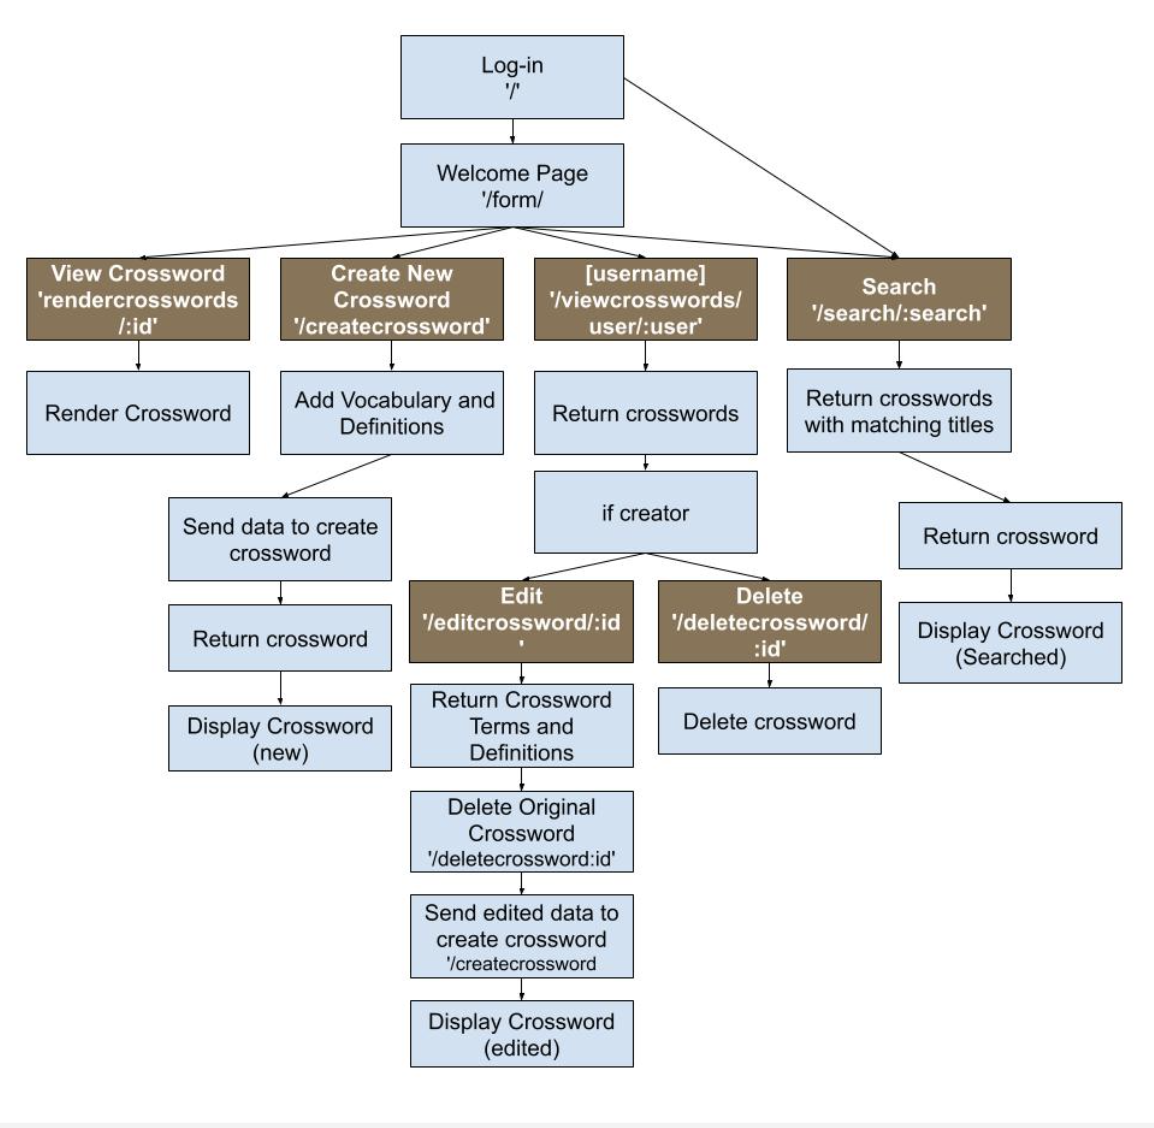 Log-in
'/'
Welcome Page
'/form/
View Crossword
'rendercrosswords
/:id'
Create New
Crossword
'/createcrossword'
[username]
'/viewcrosswords/
user/:user'
Search
'/search/:search'
Render Crossword
Add Vocabulary and
Definitions
Return crosswords
Return crosswords
with matching titles
Send data to create
crossword
if creator
Return crossword
Return crossword
Edit
'/editcrossword/:id
'
Delete
'/deletecrossword/
:id'
Display Crossword
(Searched)
Display Crossword
(new)
Return Crossword
Terms and
Definitions
Delete crossword
Delete Original
Crossword
'/deletecrossword:id'
Send edited data to
create crossword
'/createcrossword
Display Crossword
(edited)